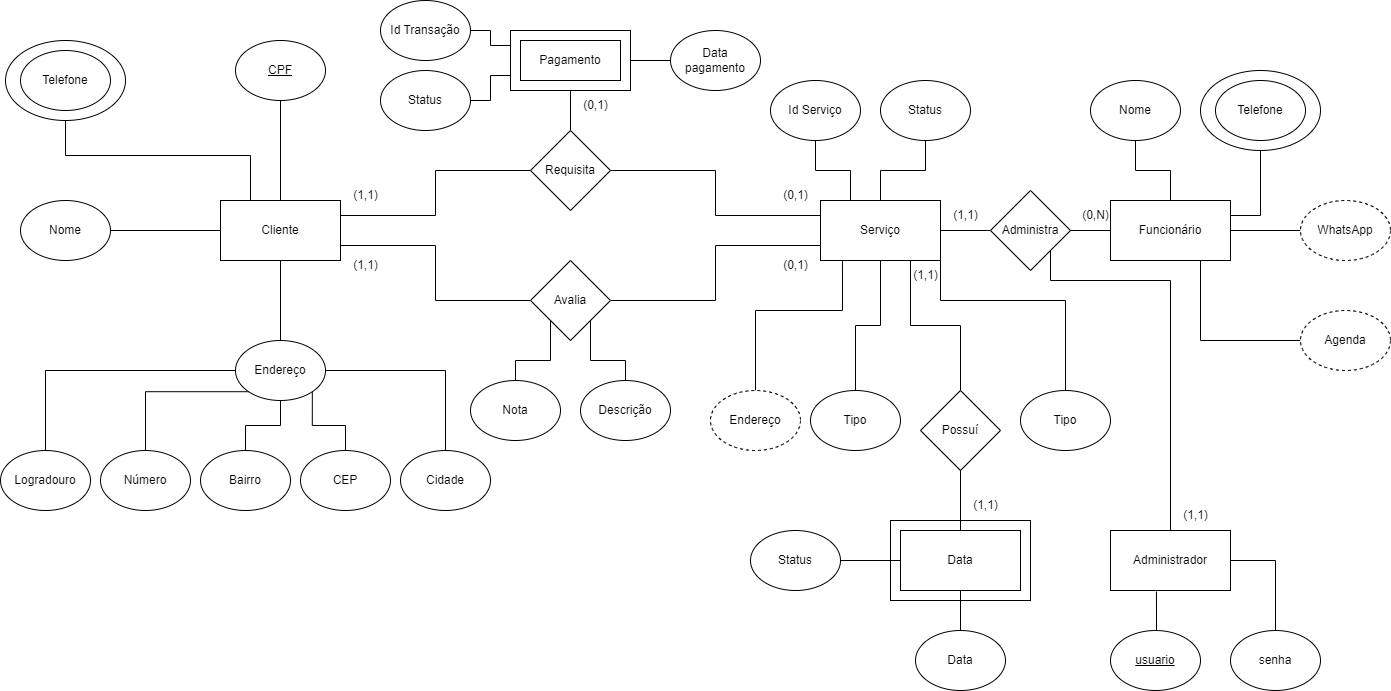 Id Transação
Pagamento
Data
pagamento
Telefone
CPF
Status
(0,1)
Id Serviço
Status
Nome
Telefone
Requisita
(1,1)
(0,1)
Nome
Cliente
Serviço
(1,1)
Administra
(0,N)
Funcionário
WhatsApp
(1,1)
(0,1)
(1,1)
Avalia
Agenda
Endereço
Nota
Descrição
Endereço
Tipo
Possuí
Tipo
Logradouro
Número
Bairro
CEP
Cidade
(1,1)
(1,1)
Status
Data
Administrador
Data
usuario
senha